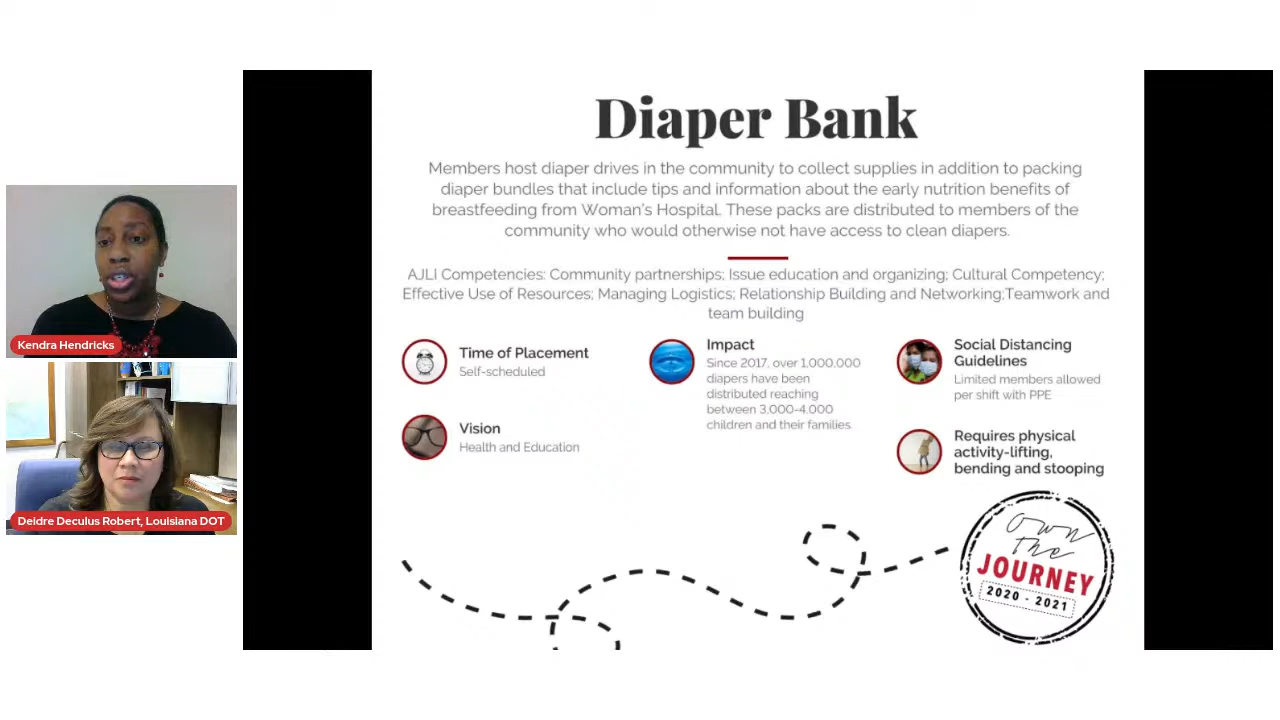 Diaper Bank
Members host diaper drives in the community to collect supplies in addition to packing
diaper bundles that include tips and information about the early nutrition benefits of
breastfeeding from Woman's Hospital. These packs are distributed to members of the
community who would otherwise not have access to clean diapers.
AJLI Competencies: Community partnerships; Issue education and organizing; Cultural Competency;
Effective Use of Resources; Managing Logistics; Relationship Building and Networking;Teamwork and
team building
Time of Placement
Self-scheduled
Vision
Health and Education
Impact
Since 2017, over 1,000,000
diapers have been
distributed reaching
between 3,000-4,000
children and their families
Social Distancing
Guidelines
Limited members allowed
per shift with PPE
Requires physical
activity-lifting,
bending and stooping
own
the
JOURNEY
2020 - 2021
Kendra Hendricks
Deidre Deculus Robert, Louisiana DOT